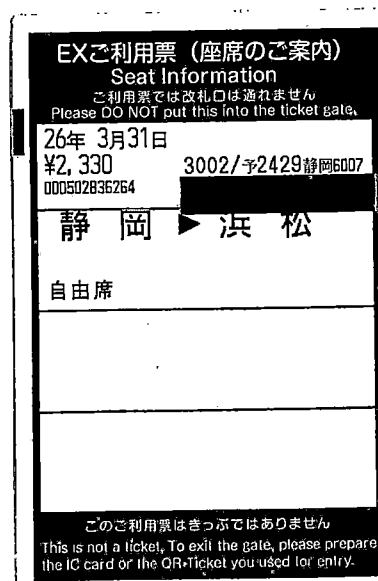 EXご利用票（座席のご案内）
Seat Information
ご利用票では改札口は通れません
Please DO NOT put this into the ticket gate.
26年 3月31日
¥2,330 3002/予2429静岡6007
000502836264
静岡▶浜松
自由席
このご利用票はきっぷではありません
This is not a ticket. To exit the gate, please prepare
the IC card or the QR-Ticket you used for entry.